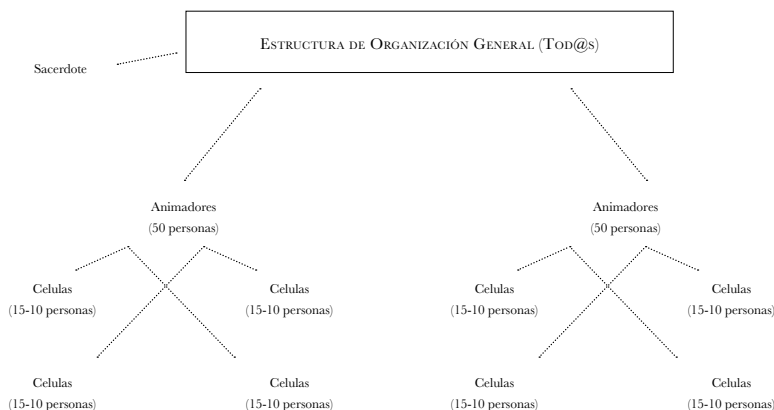 ESTRUCTURA DE ORGANIZACIÓN GENERAL (TOD@S)
Sacerdote
Animadores
(50 personas)
Animadores
(50 personas)
Celulas
(15-10 personas)
Celulas
(15-10 personas)
Celulas
(15-10 personas)
Celulas
(15-10 personas)
Celulas
(15-10 personas)
Celulas
(15-10 personas)
Celulas
(15-10 personas)
Celulas
(15-10 personas)